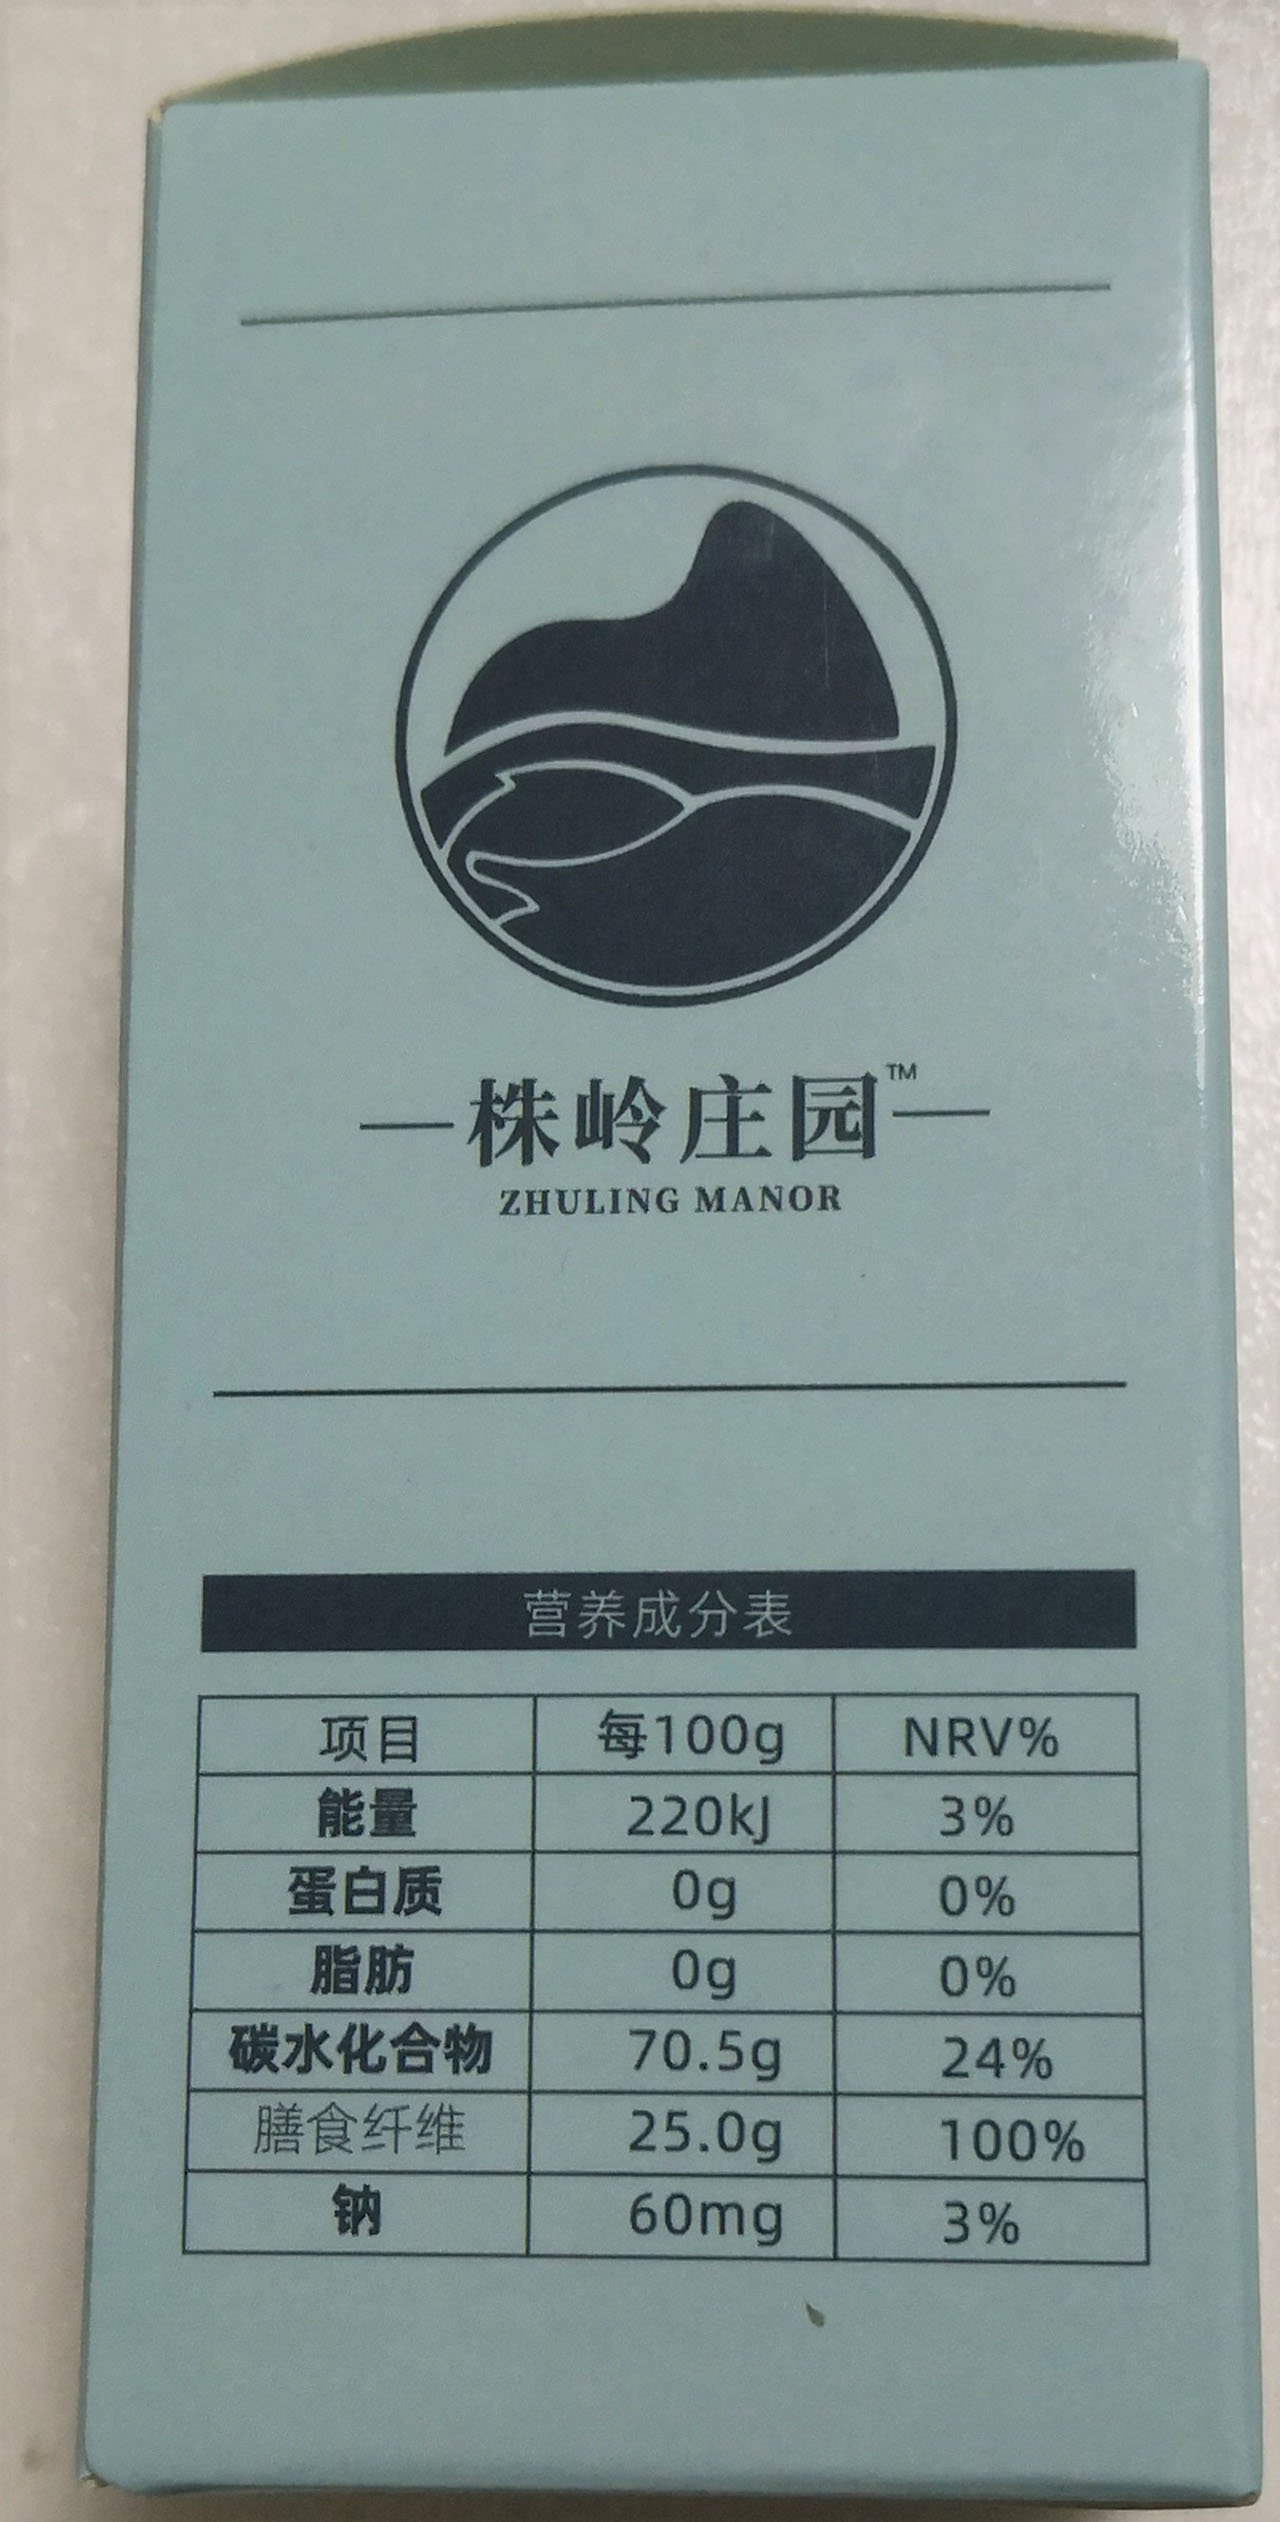 株岭庄园™
ZHULING MANOR
营养成分表
项目 每100g NRV%
能量 220kJ 3%
蛋白质 0g 0%
脂肪 0g 0%
碳水化合物 70.5g 24%
膳食纤维 25.0g 100%
钠 60mg 3%